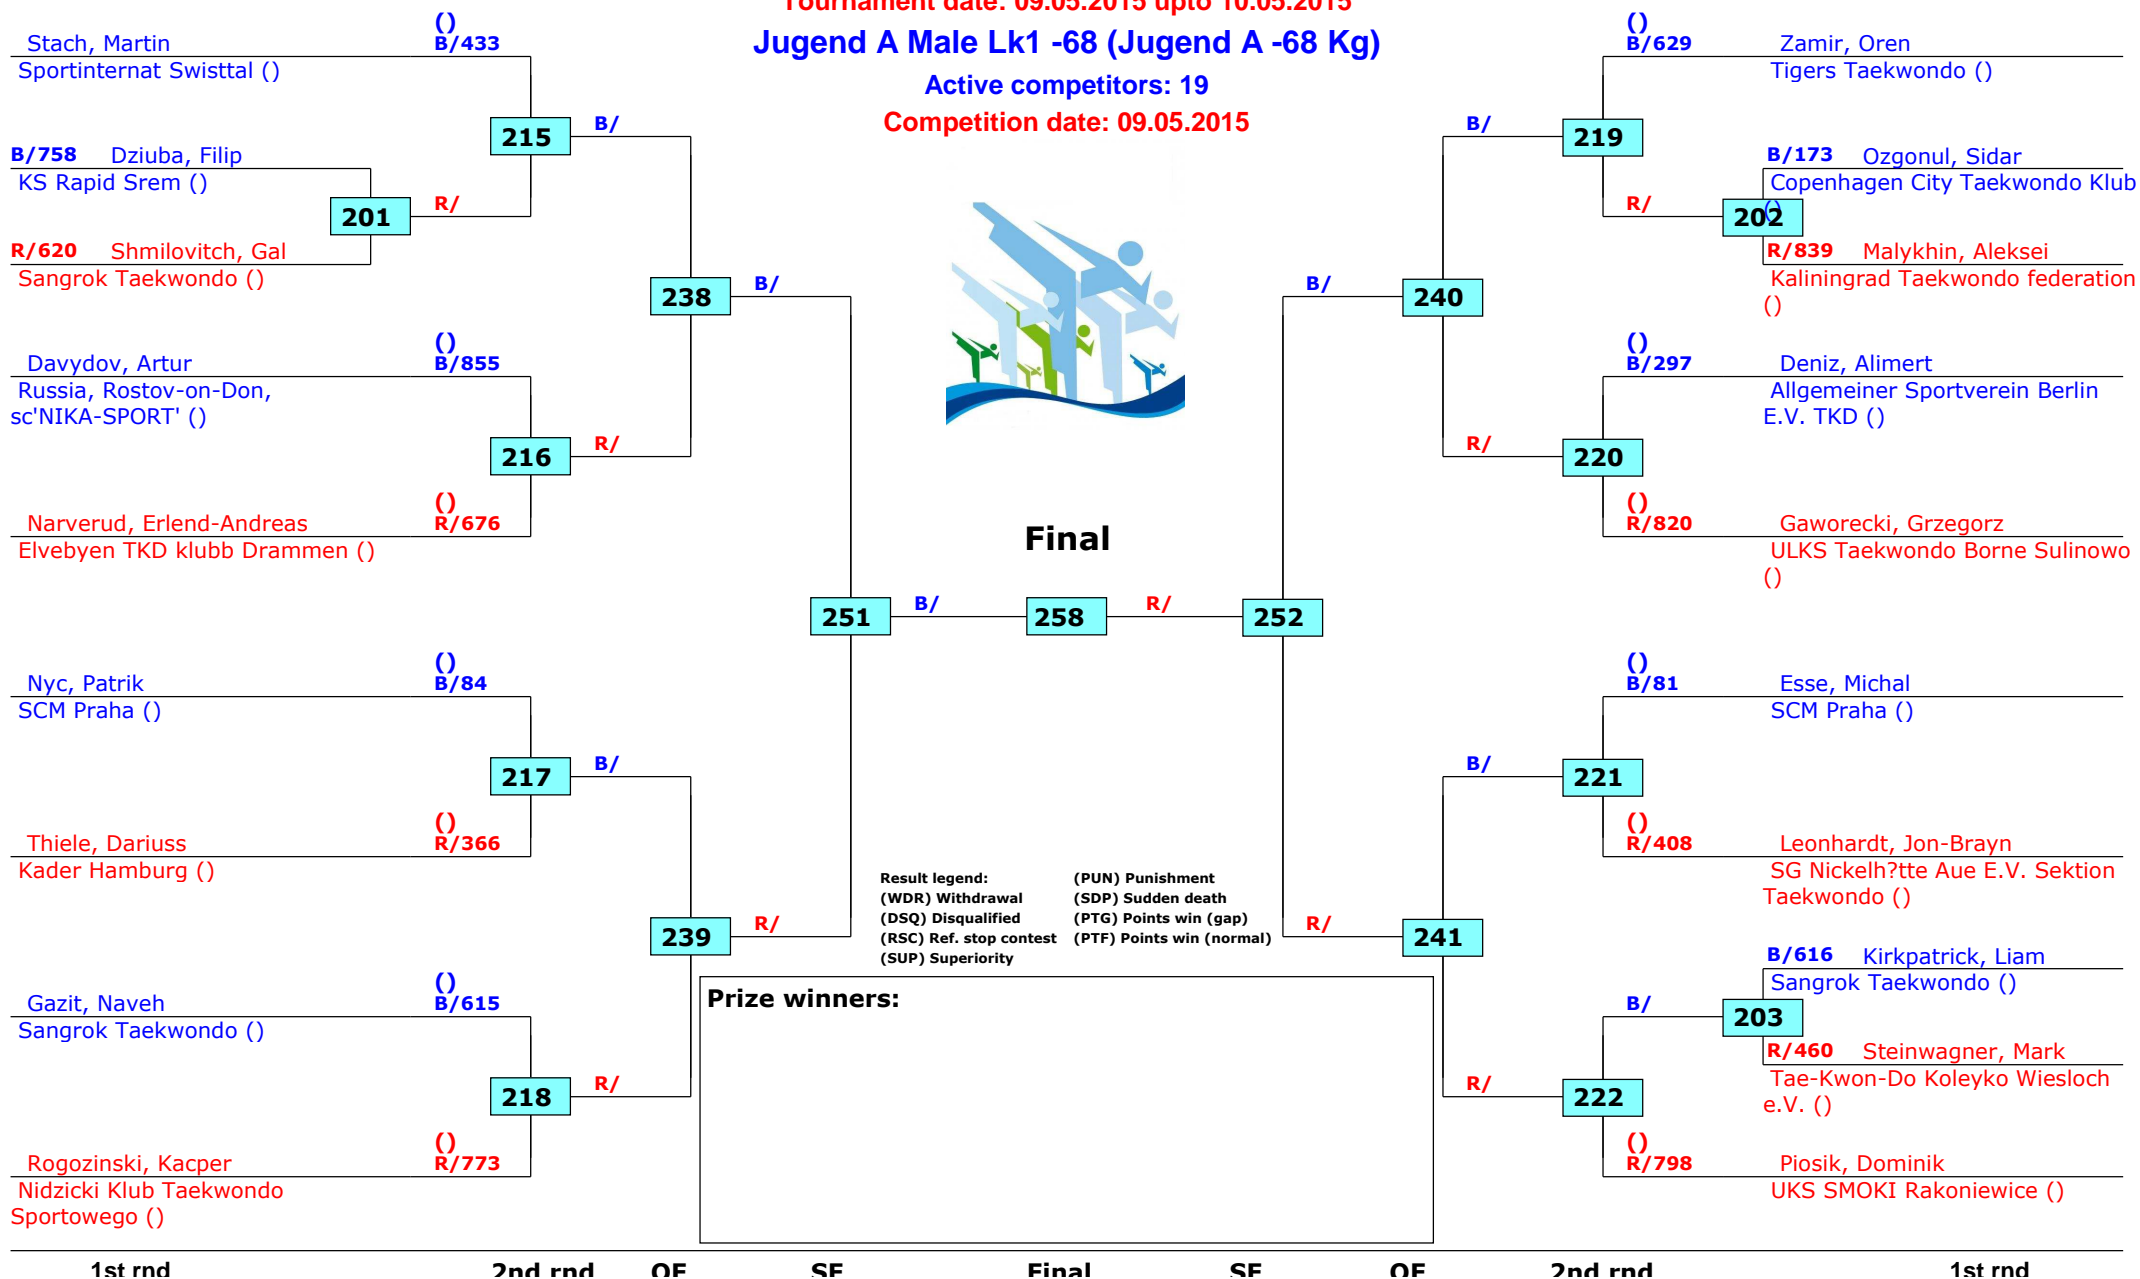 Tournament date: 09.05.2015 upto 10.05.2015
Jugend A Male Lk1 -68 (Jugend A -68 Kg)
Active competitors: 19
Competition date: 09.05.2015
()
Stach, Martin B/433
Sportinternat Swisttal ()
215
B/
B/758 Dziuba, Filip
KS Rapid Srem ()
201
R/
R/620 Shmilovitch, Gal
Sangrok Taekwondo ()
238
B/
()
Davydov, Artur B/855
Russia, Rostov-on-Don,
sc'NIKA-SPORT' ()
216
R/
()
Narverud, Erlend-Andreas R/676
Elvebyen TKD klubb Drammen ()
251
B/
()
Nyc, Patrik B/84
SCM Praha ()
217
B/
()
Thiele, Dariuss R/366
Kader Hamburg ()
239
R/
()
Gazit, Naveh B/615
Sangrok Taekwondo ()
218
R/
()
Rogozinski, Kacper R/773
Nidzicki Klub Taekwondo
Sportowego ()
Final
258
R/
252
()
B/629 Zamir, Oren
Tigers Taekwondo ()
B/
219
B/173 Ozgonul, Sidar
Copenhagen City Taekwondo Klub
()
R/
202
R/839 Malykhin, Aleksei
Kaliningrad Taekwondo federation
()
B/
240
()
B/297 Deniz, Alimert
Allgemeiner Sportverein Berlin
E.V. TKD ()
R/
220
()
R/820 Gaworecki, Grzegorz
ULKS Taekwondo Borne Sulinowo
()
()
B/81 Esse, Michal
SCM Praha ()
B/
221
()
R/408 Leonhardt, Jon-Brayn
SG Nickelh?tte Aue E.V. Sektion
Taekwondo ()
R/
241
B/616 Kirkpatrick, Liam
Sangrok Taekwondo ()
B/
203
R/460 Steinwagner, Mark
Tae-Kwon-Do Koleyko Wiesloch
e.V. ()
R/
222
()
R/798 Piosik, Dominik
UKS SMOKI Rakoniewice ()
Result legend: (PUN) Punishment
(WDR) Withdrawal (SDP) Sudden death
(DSQ) Disqualified (PTG) Points win (gap)
(RSC) Ref. stop contest (PTF) Points win (normal)
(SUP) Superiority
Prize winners:
1st rnd 2nd rnd QF SF Final SF QF 2nd rnd 1st rnd